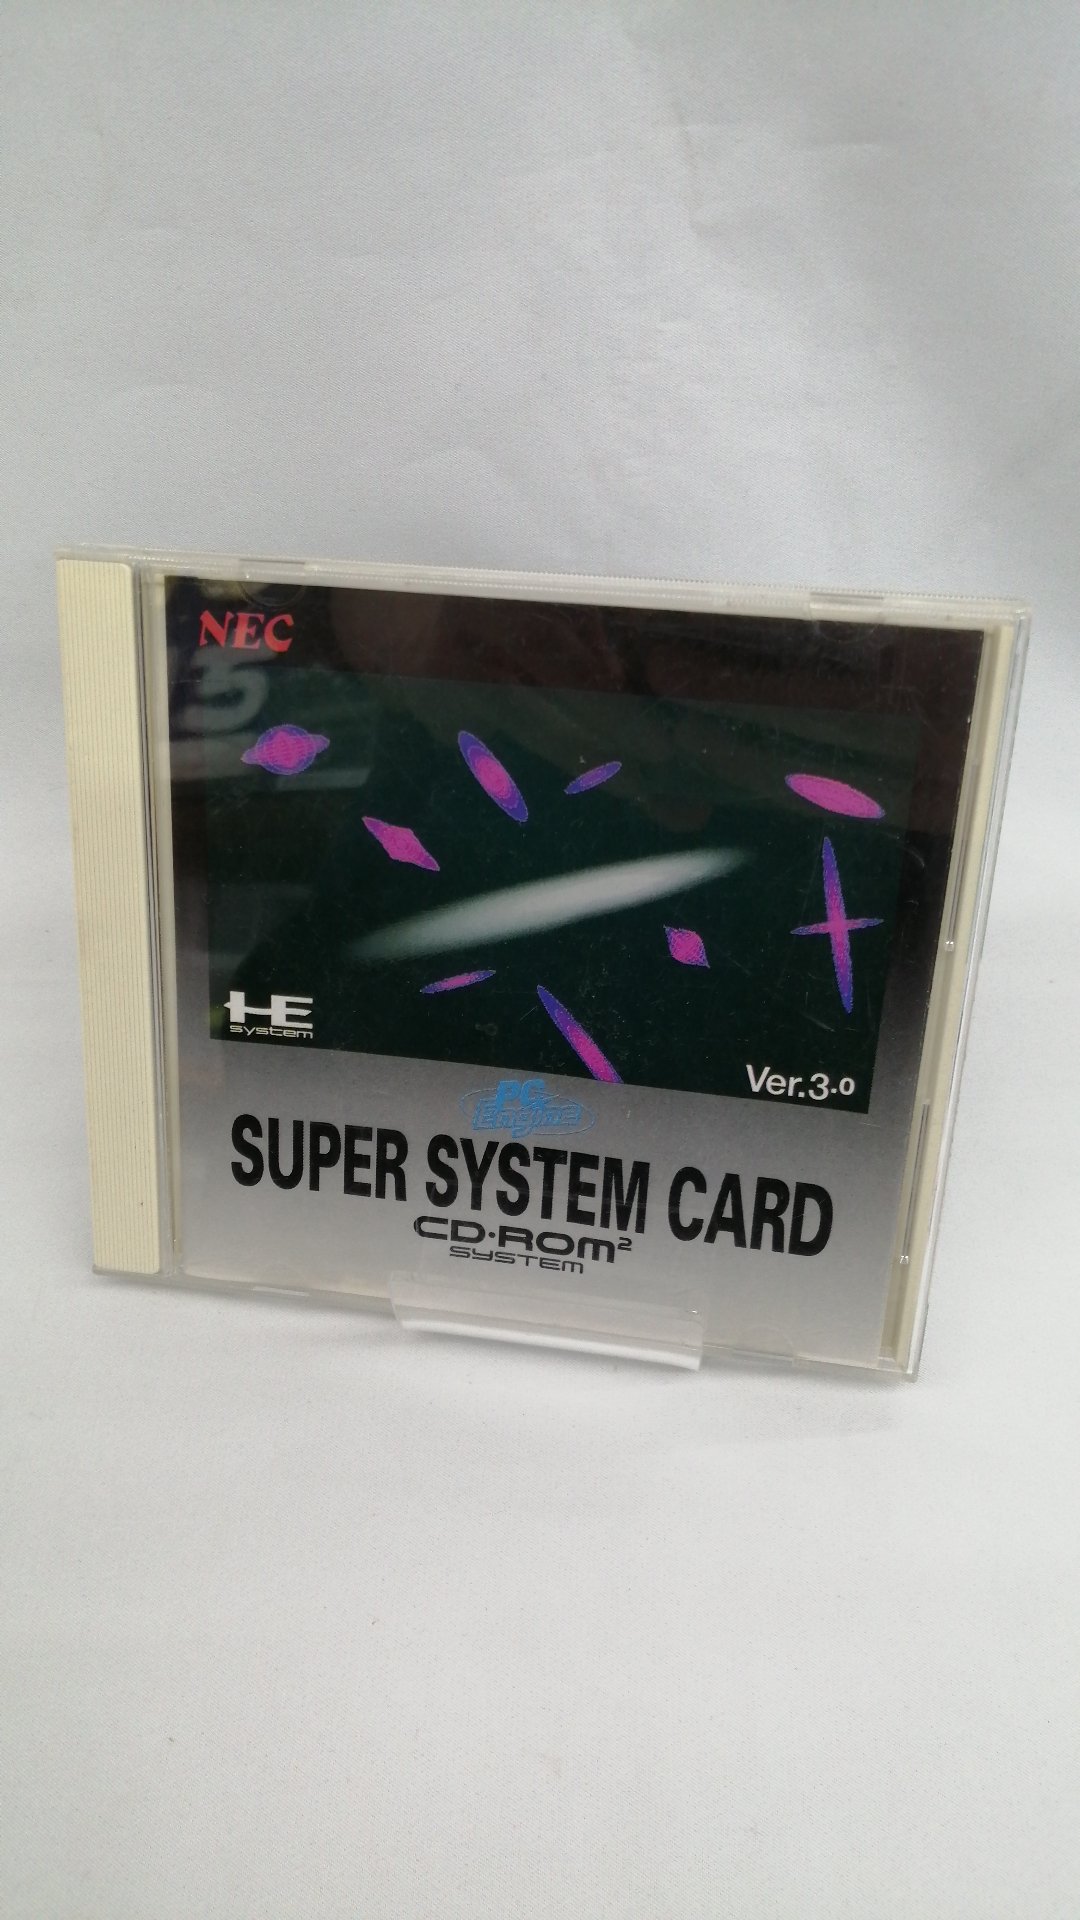 NEC
HE
system
Ver.3.0
PC
Engine
SUPER SYSTEM CARD
CD·ROM²
SYSTEM